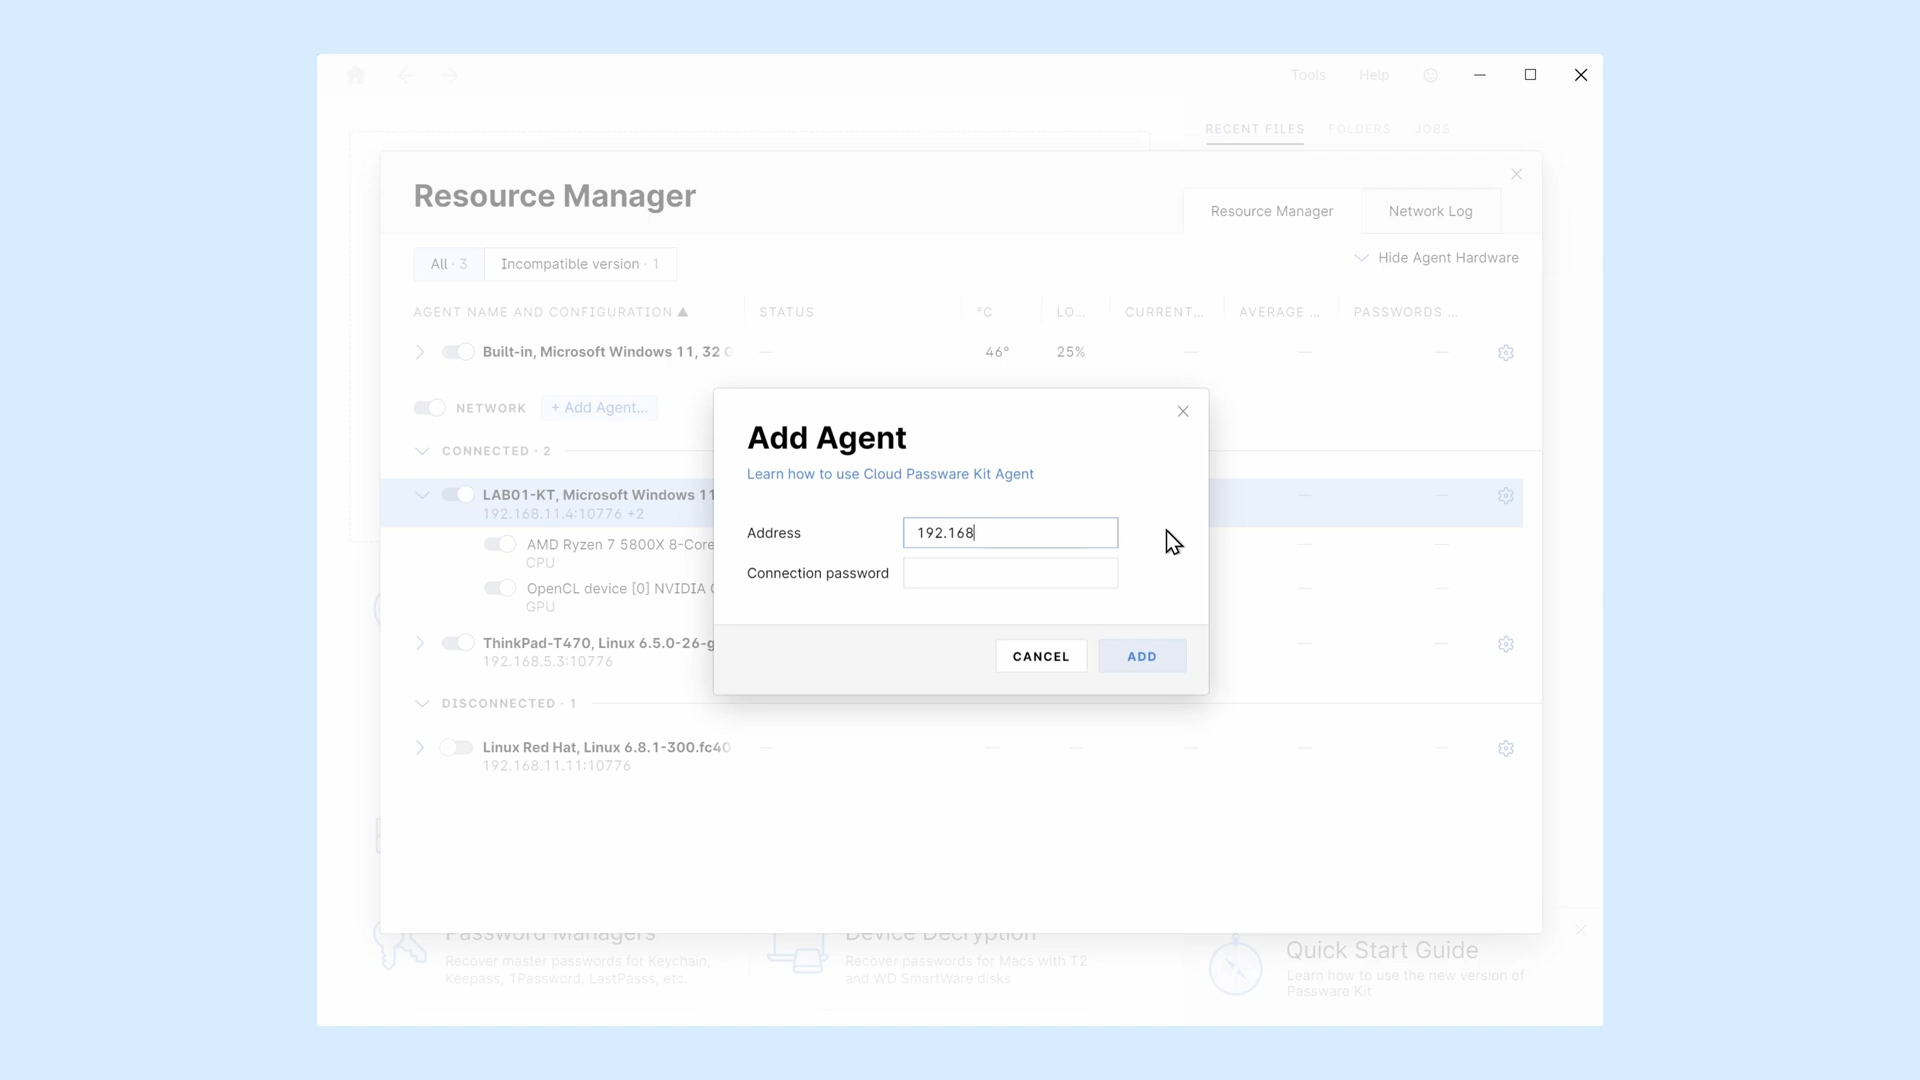 Tools Help
RECENT FILES FOLDERS JOBS
Resource Manager
Resource Manager Network Log
All · 3 Incompatible version · 1
Hide Agent Hardware
AGENT NAME AND CONFIGURATION ▲ STATUS °C LO... CURRENT... AVERAGE ... PASSWORDS ...
Built-in, Microsoft Windows 11, 32 — 46° 25% — — —
NETWORK + Add Agent...
CONNECTED · 2
LAB01-KT, Microsoft Windows 11 — —
192.168.11.4:10776 +2
AMD Ryzen 7 5800X 8-Core — —
CPU
OpenCL device [0] NVIDIA — —
GPU
ThinkPad-T470, Linux 6.5.0-26-g — —
192.168.5.3:10776
DISCONNECTED · 1
Linux Red Hat, Linux 6.8.1-300.fc40 — — — — — —
192.168.11.11:10776
Add Agent
Learn how to use Cloud Passware Kit Agent
Address 192.168
Connection password
CANCEL ADD
Password Managers
Recover master passwords for Keychain,
Keepass, 1Password, LastPasss, etc.
Device Decryption
Recover passwords for Macs with T2
and WD SmartWare disks
Quick Start Guide
Learn how to use the new version of
Passware Kit